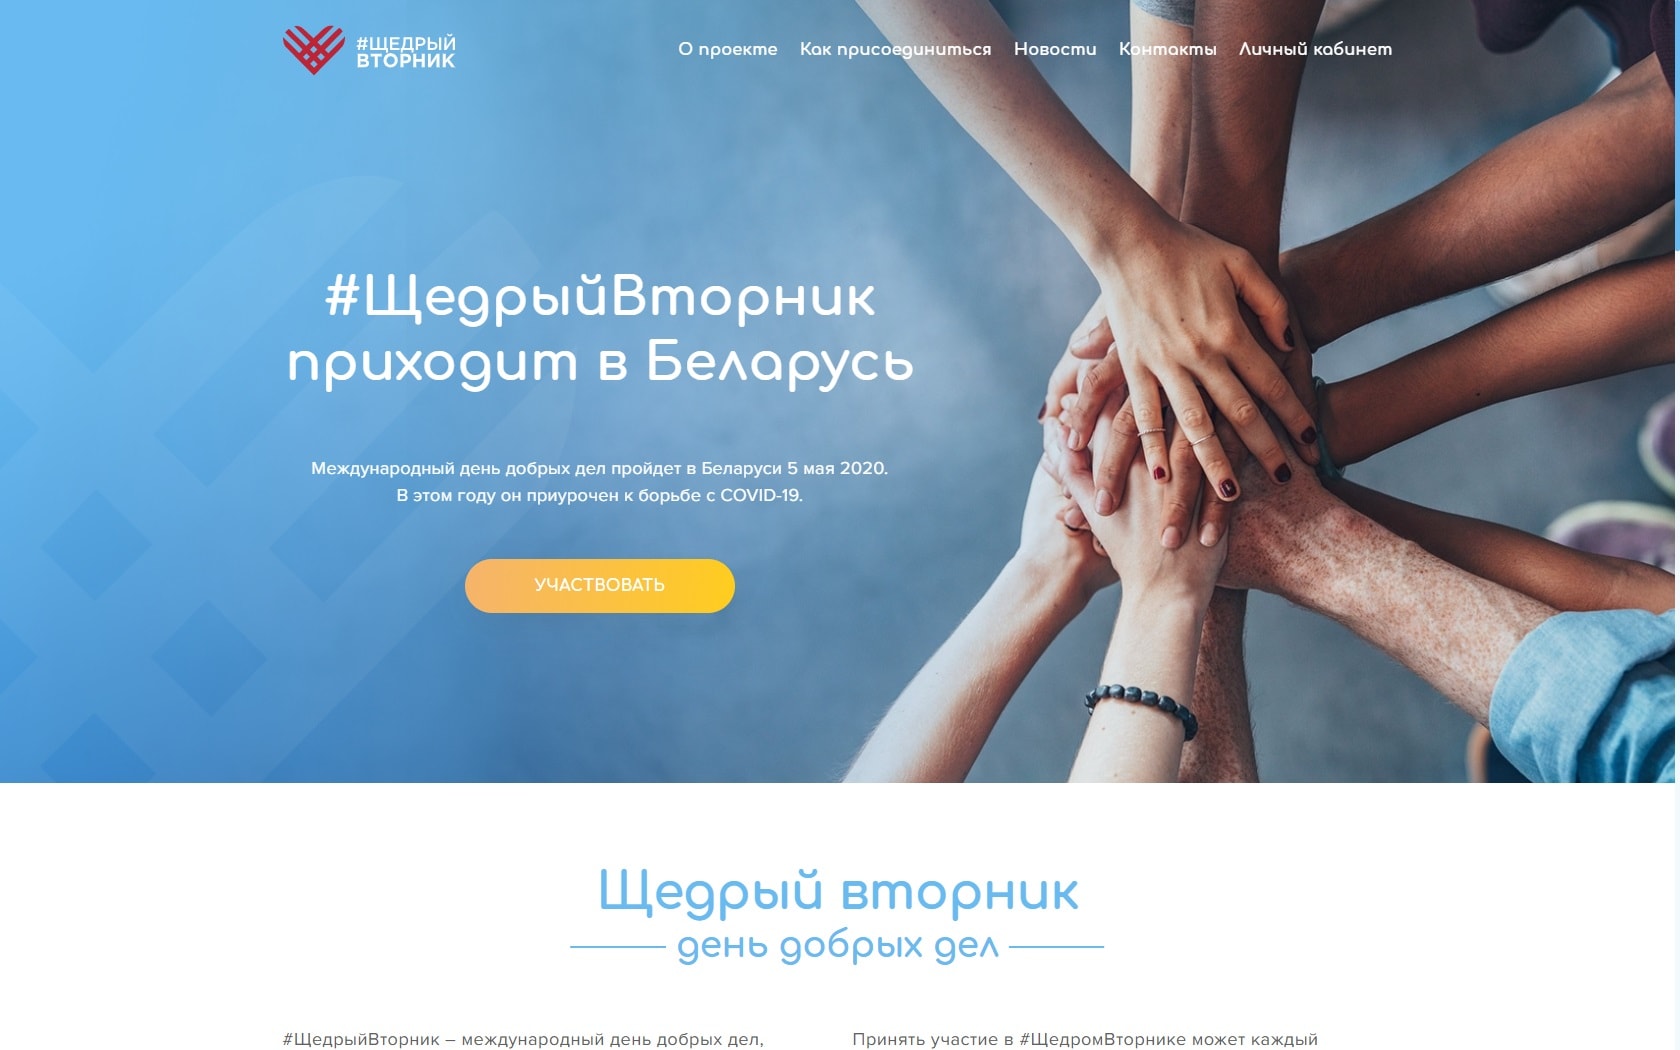 #ЩЕДРЫЙ
ВТОРНИК
О проекте Как присоединиться Новости Контакты Личный кабинет
#ЩедрыйВторник
приходит в Беларусь
Международный день добрых дел пройдет в Беларуси 5 мая 2020.
В этом году он приурочен к борьбе с COVID-19.
УЧАСТВОВАТЬ
Щедрый вторник
день добрых дел
#ЩедрыйВторник – международный день добрых дел,
Принять участие в #ЩедромВторнике может каждый